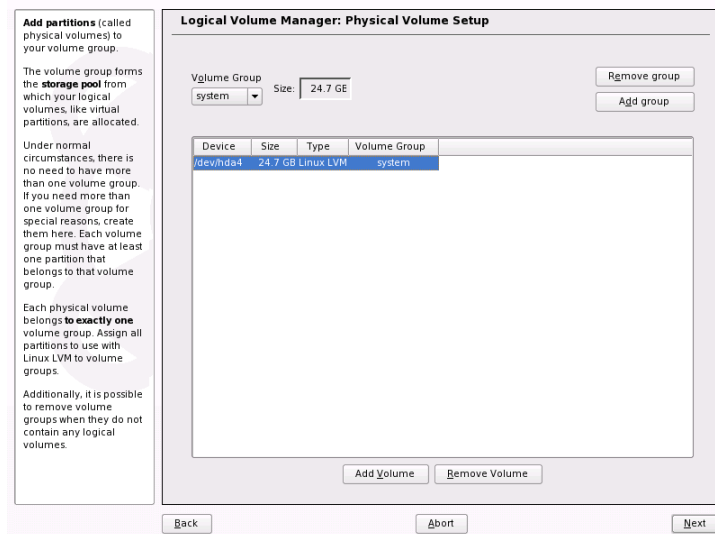 Add partitions (called
physical volumes) to
your volume group.
The volume group forms
the storage pool from
which your logical
volumes, like virtual
partitions, are allocated.
Under normal
circumstances, there is
no need to have more
than one volume group.
If you need more than
one volume group for
special reasons, create
them here. Each volume
group must have at least
one partition that
belongs to that volume
group.
Each physical volume
belongs to exactly one
volume group. Assign all
partitions to use with
Linux LVM to volume
groups.
Additionally, it is possible
to remove volume
groups when they do not
contain any logical
volumes.
Logical Volume Manager: Physical Volume Setup
Volume Group
system
Size: 24.7 GB
Remove group
Add group
Device Size Type Volume Group
/dev/hda4 24.7 GB Linux LVM system
Add Volume Remove Volume
Back Abort Next